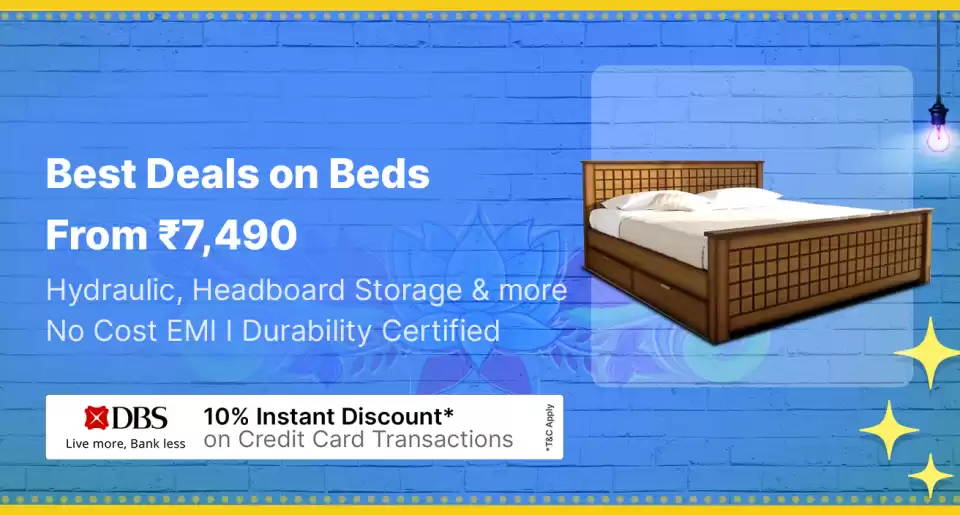 Best Deals on Beds
From ₹7,490
Hydraulic, Headboard Storage & more
No Cost EMI l Durability Certified
DBS
Live more, Bank less
10% Instant Discount*
on Credit Card Transactions
*T&C Apply